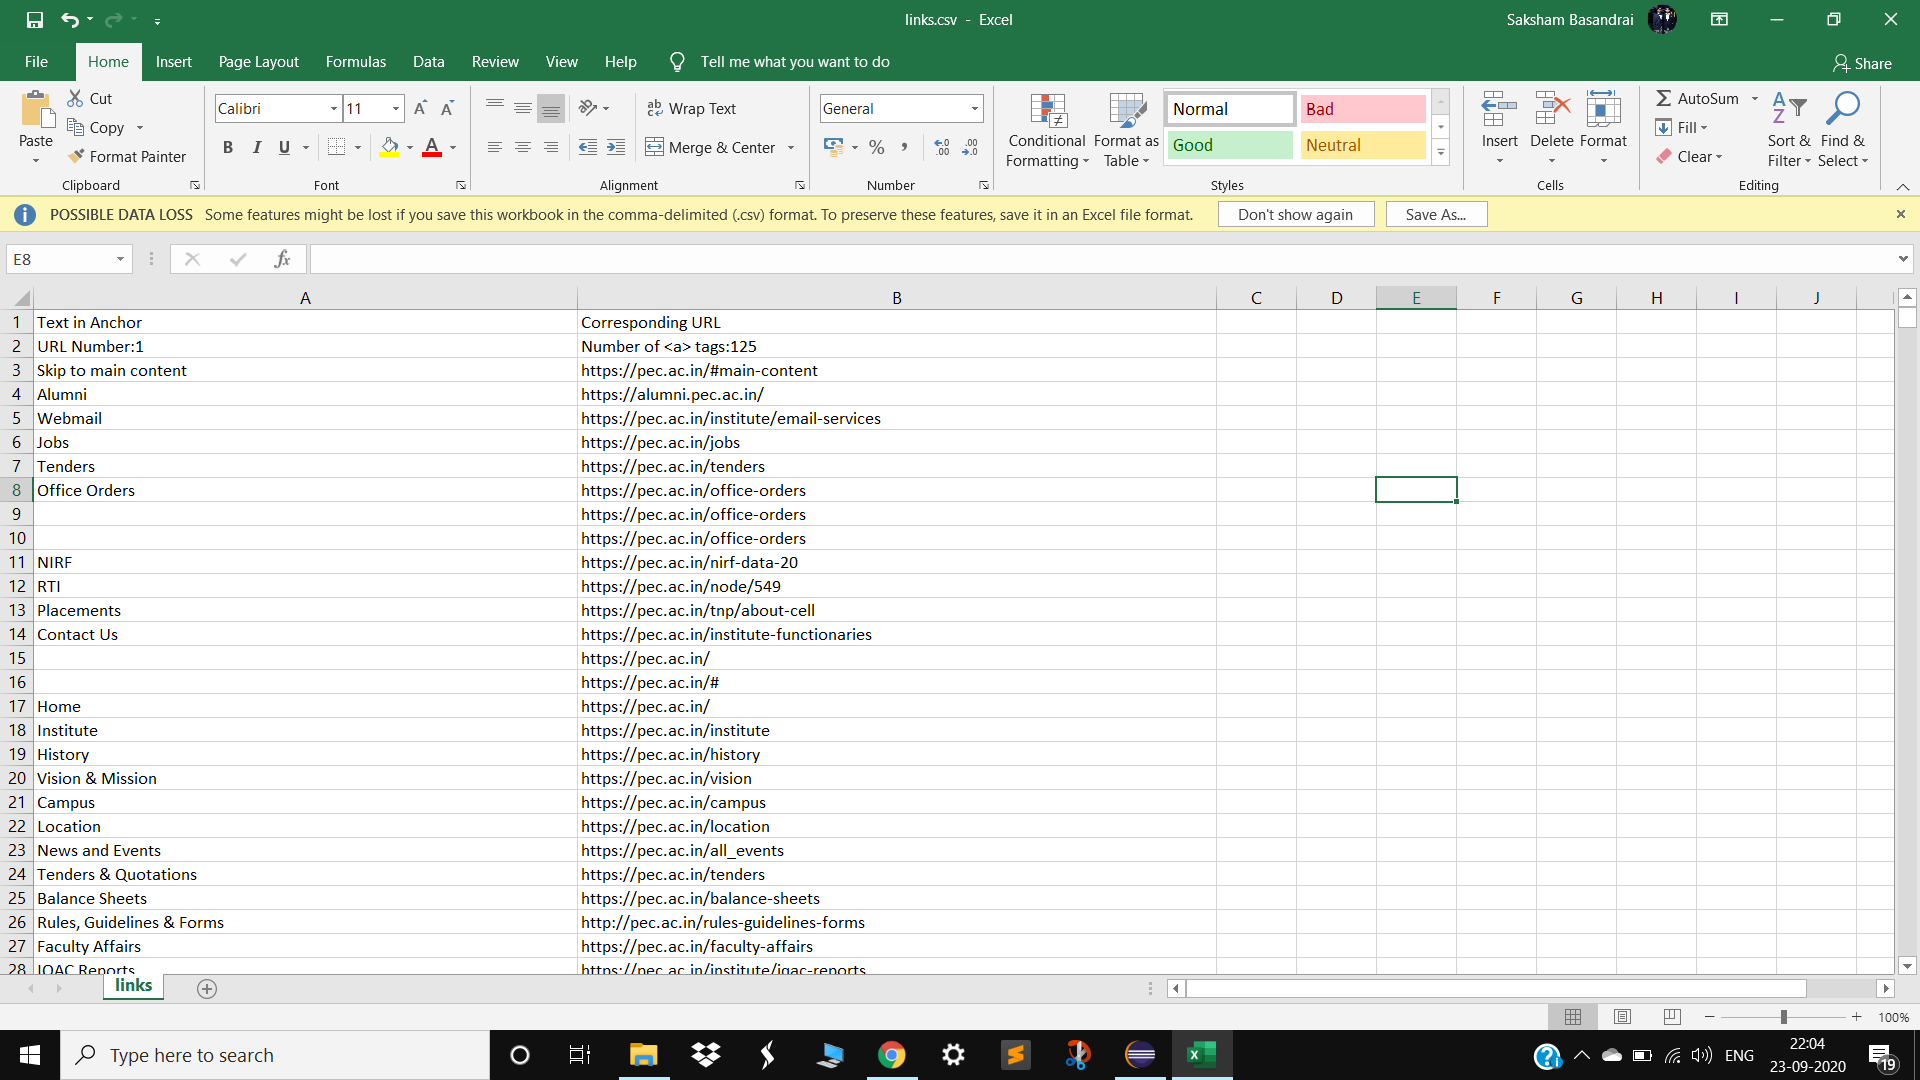 links.csv - Excel
Saksham Basandrai
File Home Insert Page Layout Formulas Data Review View Help Tell me what you want to do Share
Paste
Cut
Copy
Format Painter
Clipboard
Calibri 11
B I U
Font
Wrap Text
Merge & Center
Alignment
General
Number
Conditional Formatting
Format as Table
Normal Bad
Good Neutral
Styles
Insert Delete Format
Cells
AutoSum
Fill
Clear
Sort & Filter
Find & Select
Editing
POSSIBLE DATA LOSS Some features might be lost if you save this workbook in the comma-delimited (.csv) format. To preserve these features, save it in an Excel file format. Don't show again Save As...
E8 fx
A B C D E F G H I J
1 Text in Anchor Corresponding URL
2 URL Number:1 Number of <a> tags:125
3 Skip to main content https://pec.ac.in/#main-content
4 Alumni https://alumni.pec.ac.in/
5 Webmail https://pec.ac.in/institute/email-services
6 Jobs https://pec.ac.in/jobs
7 Tenders https://pec.ac.in/tenders
8 Office Orders https://pec.ac.in/office-orders
9 https://pec.ac.in/office-orders
10 https://pec.ac.in/office-orders
11 NIRF https://pec.ac.in/nirf-data-20
12 RTI https://pec.ac.in/node/549
13 Placements https://pec.ac.in/tnp/about-cell
14 Contact Us https://pec.ac.in/institute-functionaries
15 https://pec.ac.in/
16 https://pec.ac.in/#
17 Home https://pec.ac.in/
18 Institute https://pec.ac.in/institute
19 History https://pec.ac.in/history
20 Vision & Mission https://pec.ac.in/vision
21 Campus https://pec.ac.in/campus
22 Location https://pec.ac.in/location
23 News and Events https://pec.ac.in/all_events
24 Tenders & Quotations https://pec.ac.in/tenders
25 Balance Sheets https://pec.ac.in/balance-sheets
26 Rules, Guidelines & Forms http://pec.ac.in/rules-guidelines-forms
27 Faculty Affairs https://pec.ac.in/faculty-affairs
28 IQAC Reports https://pec.ac.in/institute/iqac-reports
links
100%
Type here to search
ENG
22:04
23-09-2020
19